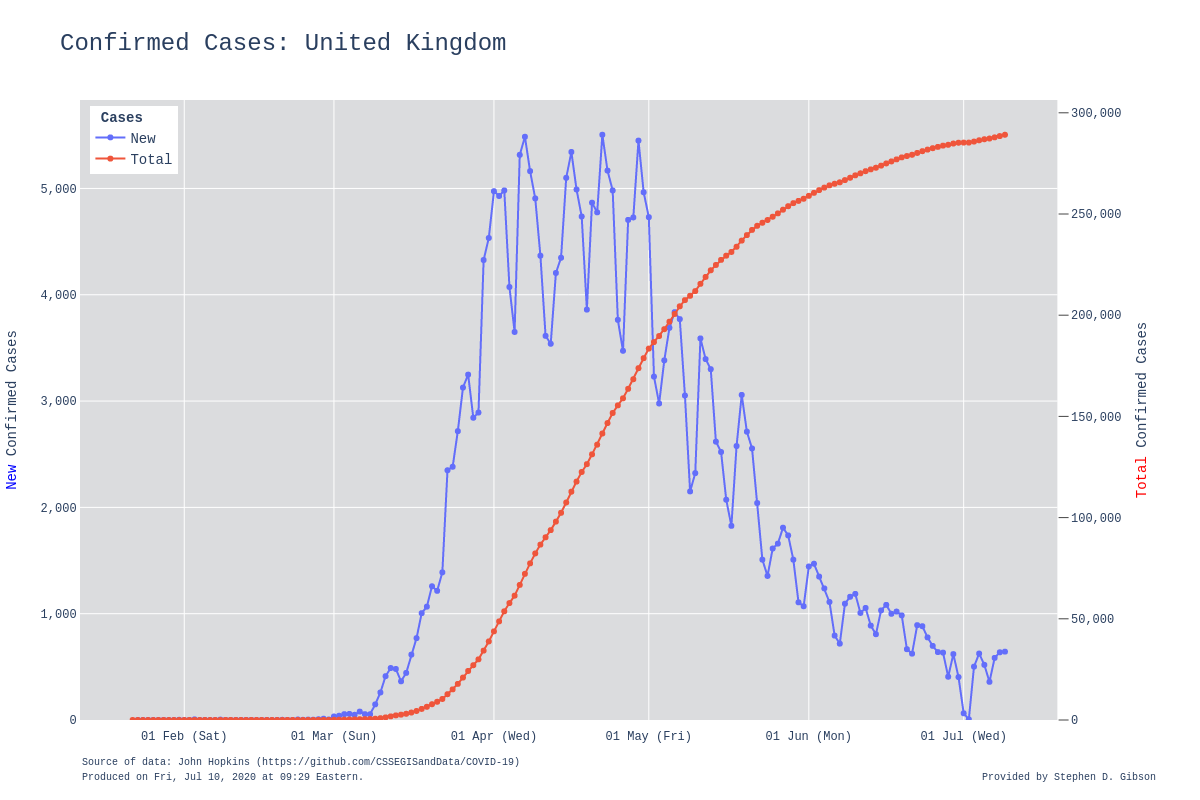 Confirmed Cases: United Kingdom
Cases
New
Total
5,000
4,000
3,000
2,000
1,000
0
New Confirmed Cases
300,000
250,000
200,000
150,000
100,000
50,000
0
Total Confirmed Cases
01 Feb (Sat) 01 Mar (Sun) 01 Apr (Wed) 01 May (Fri) 01 Jun (Mon) 01 Jul (Wed)
Source of data: John Hopkins (https://github.com/CSSEGISandData/COVID-19)
Produced on Fri, Jul 10, 2020 at 09:29 Eastern.
Provided by Stephen D. Gibson